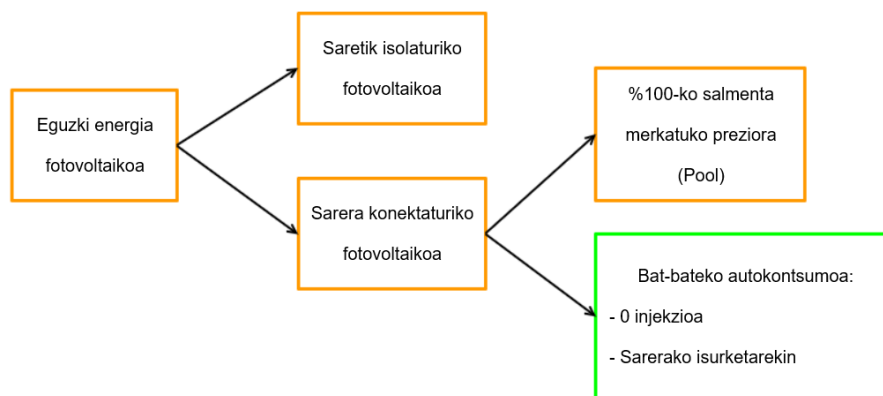 Eguzki energia
fotovoltaikoa
Saretik isolaturiko
fotovoltaikoa
Sarera konektaturiko
fotovoltaikoa
%100-ko salmenta
merkatuko preziora
(Pool)
Bat-bateko autokontsumoa:
- 0 injekzioa
- Sarerako isurketarekin